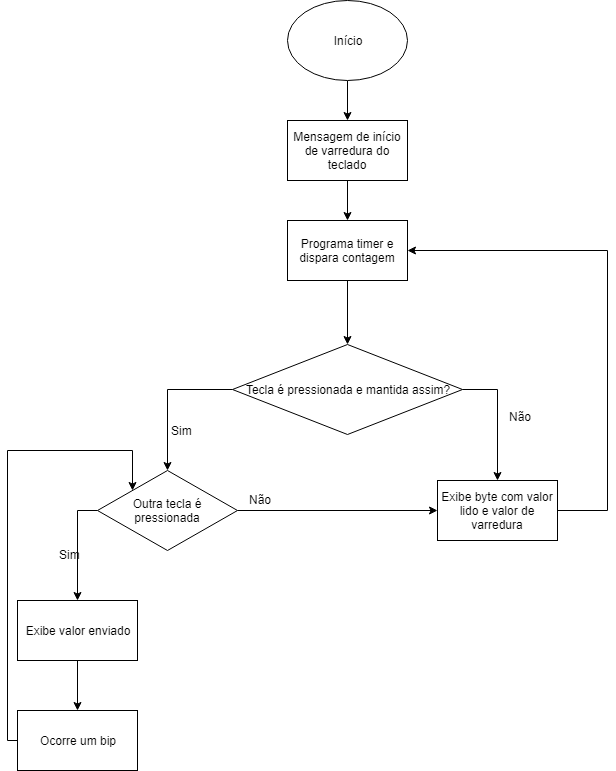 Início
Mensagem de início
de varredura do
teclado
Programa timer e
dispara contagem
Tecla é pressionada e mantida assim?
Não
Sim
Outra tecla é
pressionada
Não
Exibe byte com valor
lido e valor de
varredura
Sim
Exibe valor enviado
Ocorre um bip